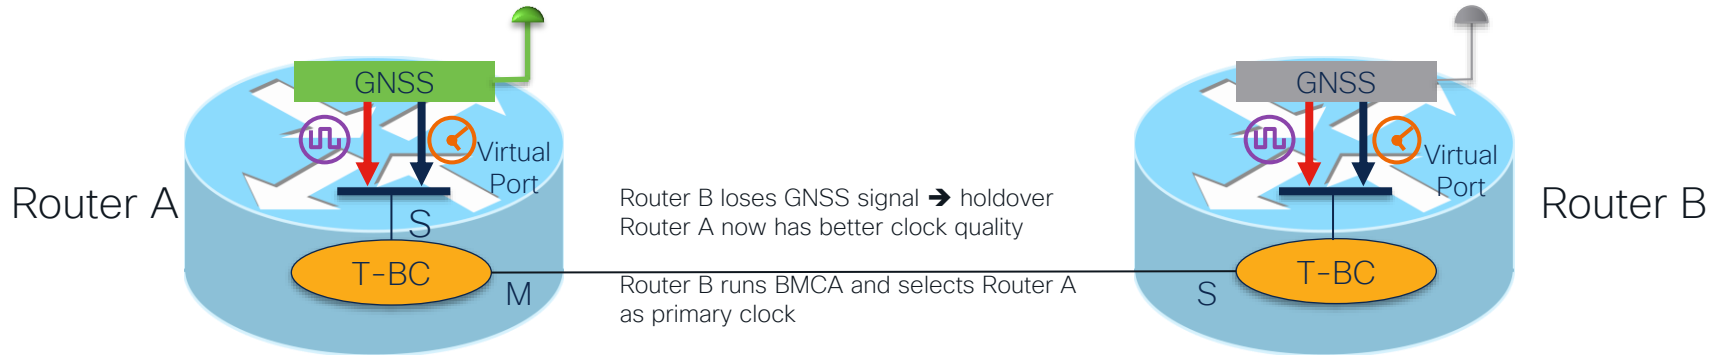 GNSS
Virtual
Port
S
T-BC
M
Router A
Router B loses GNSS signal ➔ holdover
Router A now has better clock quality
Router B runs BMCA and selects Router A
as primary clock
GNSS
Virtual
Port
T-BC
S
Router B